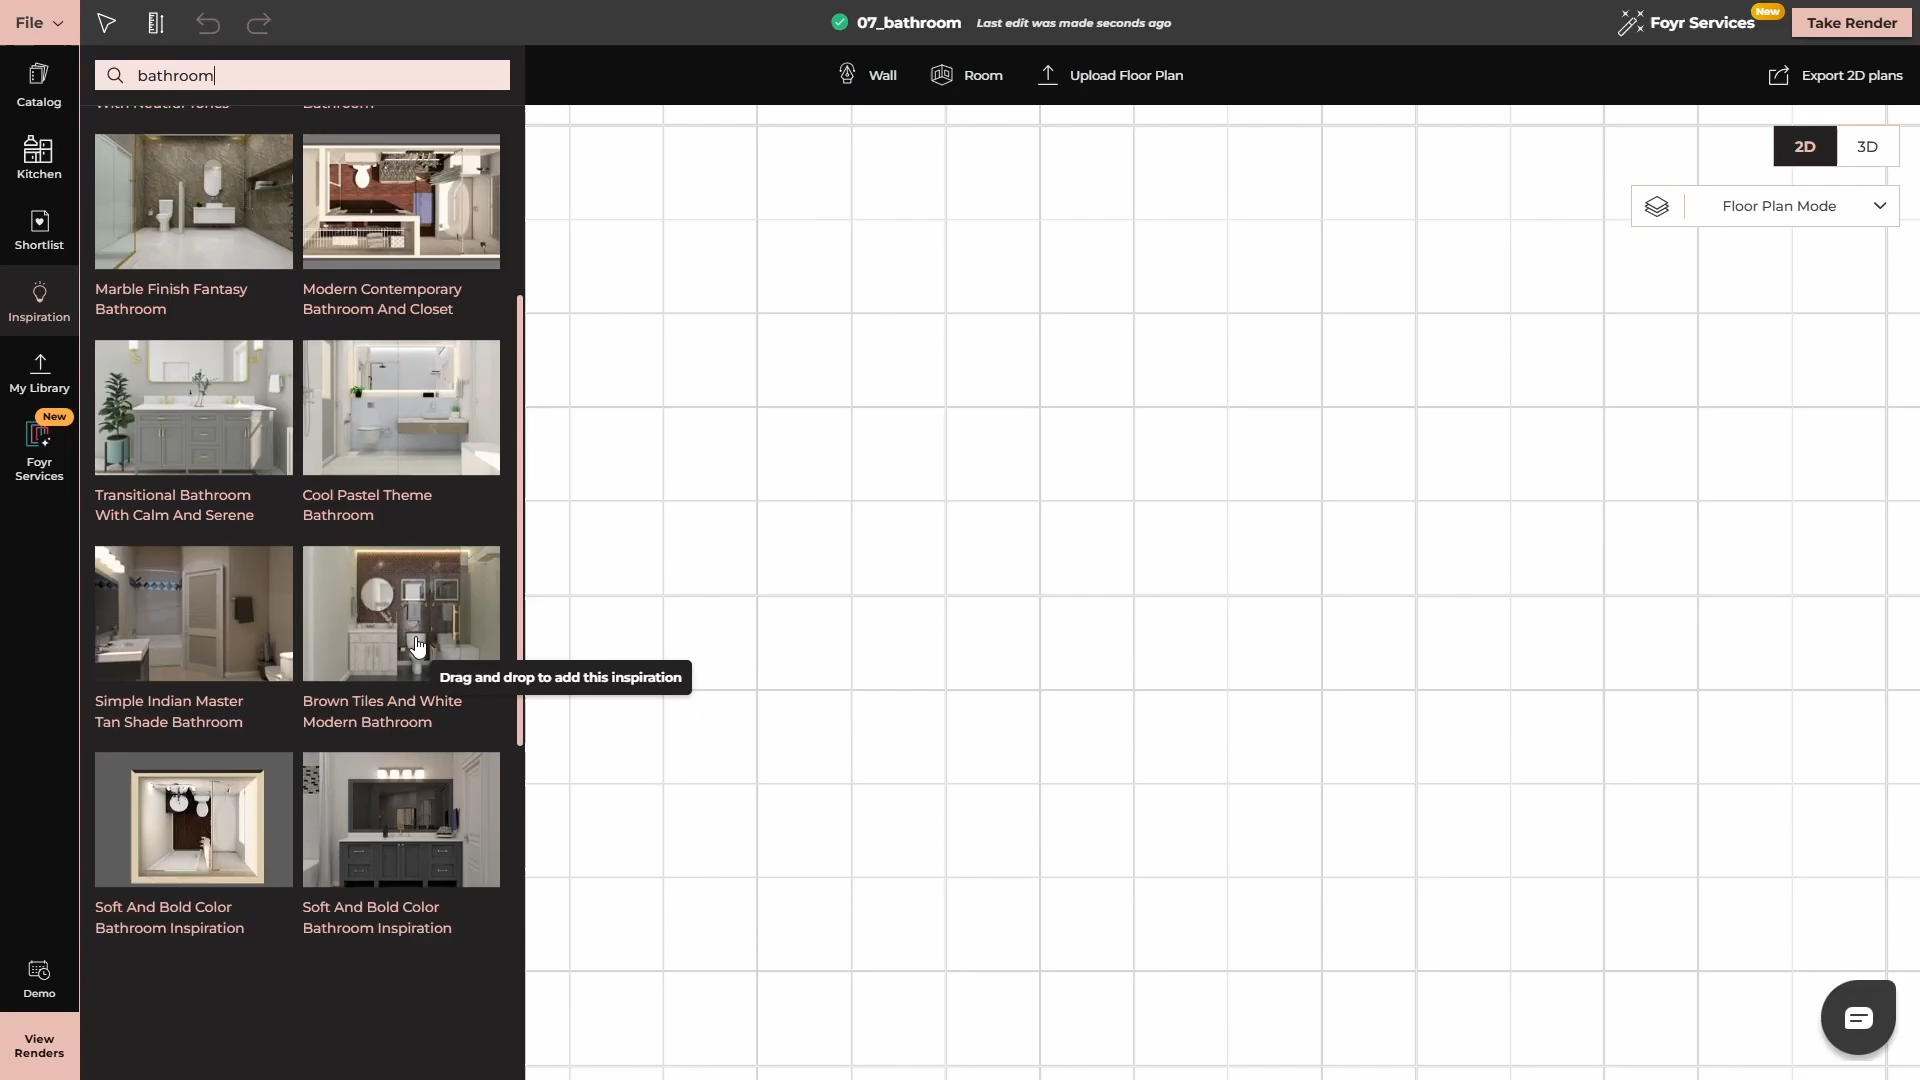 File
07_bathroom
Last edit was made seconds ago
Foyr Services
New
Take Render
bathroom
Wall
Room
Upload Floor Plan
Export 2D plans
Catalog
Kitchen
Shortlist
Inspiration
My Library
New
Foyr
Services
Demo
View
Renders
With Neutral Tones
Bathroom
Marble Finish Fantasy
Bathroom
Modern Contemporary
Bathroom And Closet
Transitional Bathroom
With Calm And Serene
Cool Pastel Theme
Bathroom
Simple Indian Master
Tan Shade Bathroom
Brown Tiles And White
Modern Bathroom
Drag and drop to add this inspiration
Soft And Bold Color
Bathroom Inspiration
Soft And Bold Color
Bathroom Inspiration
2D
3D
Floor Plan Mode